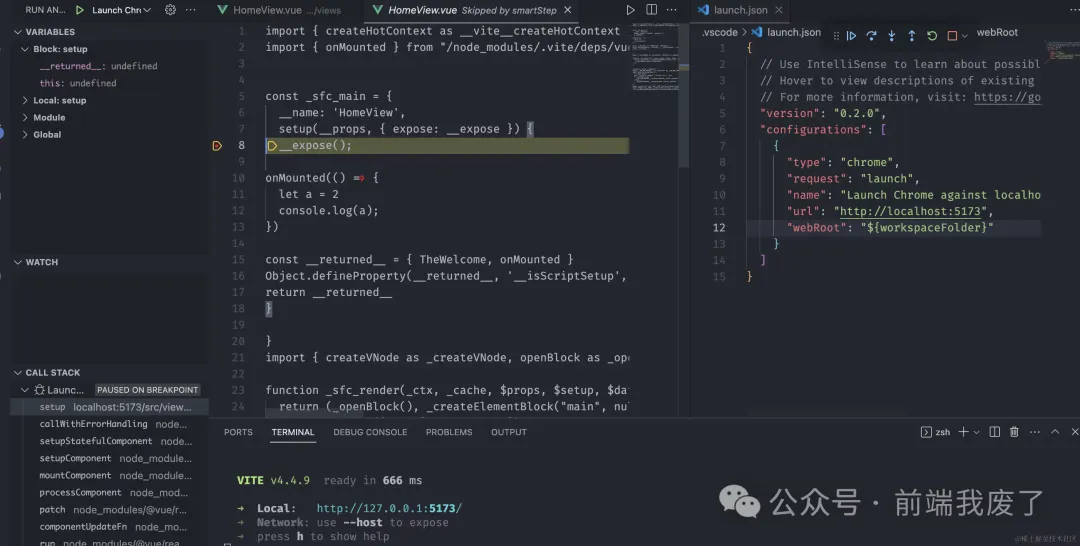 RUN AN... Launch Chr
VARIABLES
Block: setup
__returned__: undefined
this: undefined
Local: setup
Module
Global
WATCH
CALL STACK
Launc... PAUSED ON BREAKPOINT
setup localhost:5173/src/view...
callWithErrorHandling node...
setupStatefulComponent node...
setupComponent node_module...
mountComponent node_module...
processComponent node_mod...
patch node_modules/@vue/r...
componentUpdateFn node_mo...
run node_modules/@vue/rea...
HomeView.vue .../views
HomeView.vue Skipped by smartStep
1 import { createHotContext as __vite__createHotContext
2 import { onMounted } from "/node_modules/.vite/deps/vu
3
4
5 const _sfc_main = {
6 __name: 'HomeView',
7 setup(__props, { expose: __expose }) {
8 __expose();
9
10 onMounted(() => {
11 let a = 2
12 console.log(a);
13 })
14
15 const __returned__ = { TheWelcome, onMounted }
16 Object.defineProperty(__returned__, '__isScriptSetup',
17 return __returned__
18 }
19
20 }
21 import { createVNode as _createVNode, openBlock as _op
22
23 function _sfc_render(_ctx, _cache, $props, $setup, $da
24 return (_openBlock(), _createElementBlock("main", nu
launch.json
.vscode > launch.json webRoot
1 {
2 // Use IntelliSense to learn about possibl
3 // Hover to view descriptions of existing
4 // For more information, visit: https://go
5 "version": "0.2.0",
6 "configurations": [
7 {
8 "type": "chrome",
9 "request": "launch",
10 "name": "Launch Chrome against localho
11 "url": "http://localhost:5173",
12 "webRoot": "${workspaceFolder}"
13 }
14 ]
15 }
PORTS TERMINAL DEBUG CONSOLE PROBLEMS OUTPUT
zsh
VITE v4.4.9 ready in 666 ms
➜ Local: http://127.0.0.1:5173/
➜ Network: use --host to expose
➜ press h to show help
公众号 · 前端我废了
@稀土掘金技术社区